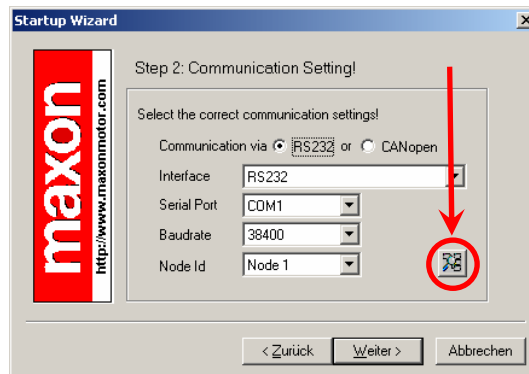 Startup Wizard
maxon
http://www.maxonmotor.com
Step 2: Communication Setting!
Select the correct communication settings!
Communication via RS232 or CANopen
Interface RS232
Serial Port COM1
Baudrate 38400
Node Id Node 1
< Zurück Weiter > Abbrechen